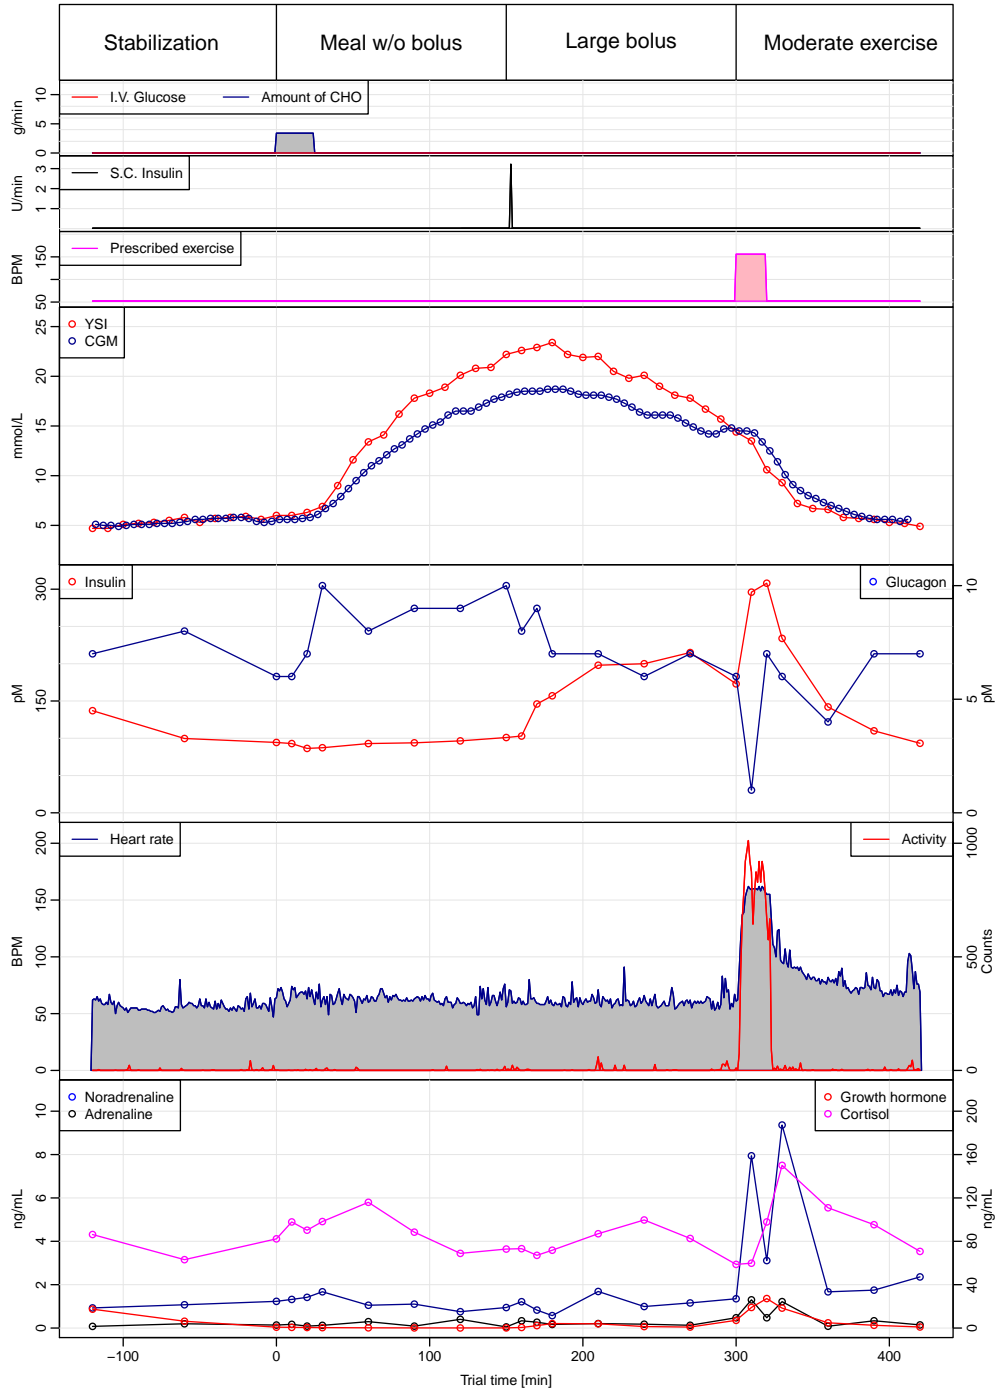 Stabilization Meal w/o bolus Large bolus Moderate exercise
I.V. Glucose Amount of CHO
g/min
0 5 10
S.C. Insulin
U/min
1 2 3
Prescribed exercise
BPM
50 150
YSI
CGM
mmol/L
5 10 15 20 25
Insulin Glucagon
pM
0 150 300
0 5 10
pM
Heart rate Activity
BPM
0 50 100 150 200
0 500 1000
Counts
Noradrenaline Growth hormone
Adrenaline Cortisol
ng/mL
0 2 4 6 8 10
0 40 80 120 160 200
ng/mL
−100 0 100 200 300 400
Trial time [min]